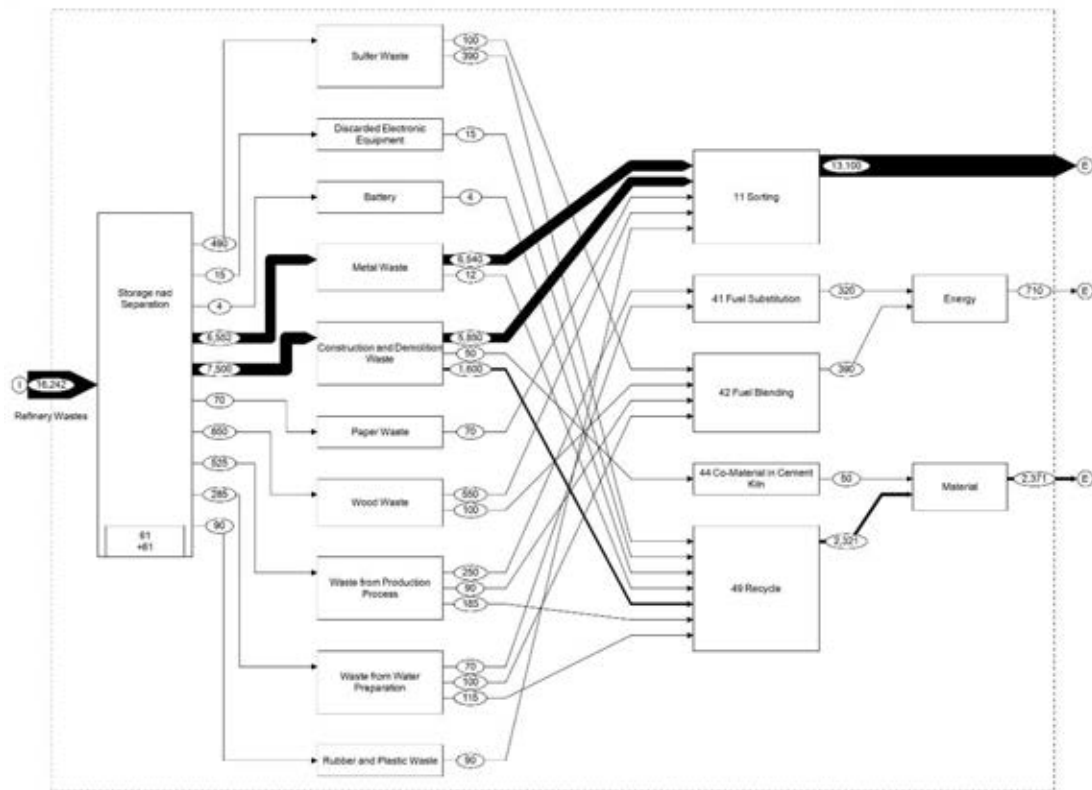 Sulfer Waste
100
390
Discarded Electronic
Equipment
15
Battery
4
11 Sorting
13,100
E
Storage nad
Separation
490
15
4
6,550
7,500
70
650
525
285
90
61
+61
I
16,242
Refinery Wastes
Metal Waste
6,540
12
41 Fuel Substitution
320
Energy
710
E
Construction and Demolition
Waste
5,850
50
1,600
42 Fuel Blending
390
Paper Waste
70
44 Co-Material in Cement
Kiln
50
Material
2,371
E
Wood Waste
550
100
49 Recycle
2,321
Waste from Production
Process
250
90
185
Waste from Water
Preparation
70
100
115
Rubber and Plastic Waste
90